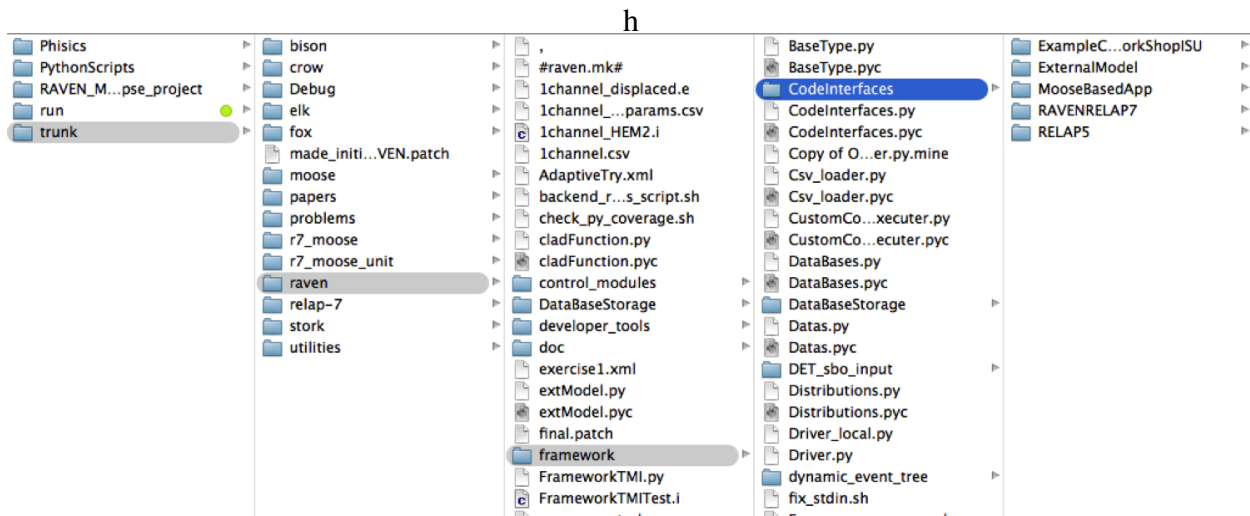 h
Phisics
PythonScripts
RAVEN_M...pse_project
run
trunk
bison
crow
Debug
elk
fox
made_initi...VEN.patch
moose
papers
problems
r7_moose
r7_moose_unit
raven
relap-7
stork
utilities
,
#raven.mk#
1channel_displaced.e
1channel_...params.csv
1channel_HEM2.i
1channel.csv
AdaptiveTry.xml
backend_r...s_script.sh
check_py_coverage.sh
cladFunction.py
cladFunction.pyc
control_modules
DataBaseStorage
developer_tools
doc
exercise1.xml
extModel.py
extModel.pyc
final.patch
framework
FrameworkTMI.py
FrameworkTMITest.i
BaseType.py
BaseType.pyc
CodeInterfaces
CodeInterfaces.py
CodeInterfaces.pyc
Copy of O...er.py.mine
Csv_loader.py
Csv_loader.pyc
CustomCo...xecuter.py
CustomCo...ecuter.pyc
DataBases.py
DataBases.pyc
DataBaseStorage
Datas.py
Datas.pyc
DET_sbo_input
Distributions.py
Distributions.pyc
Driver_local.py
Driver.py
dynamic_event_tree
fix_stdin.sh
ExampleC...orkShopISU
ExternalModel
MooseBasedApp
RAVENRELAP7
RELAP5